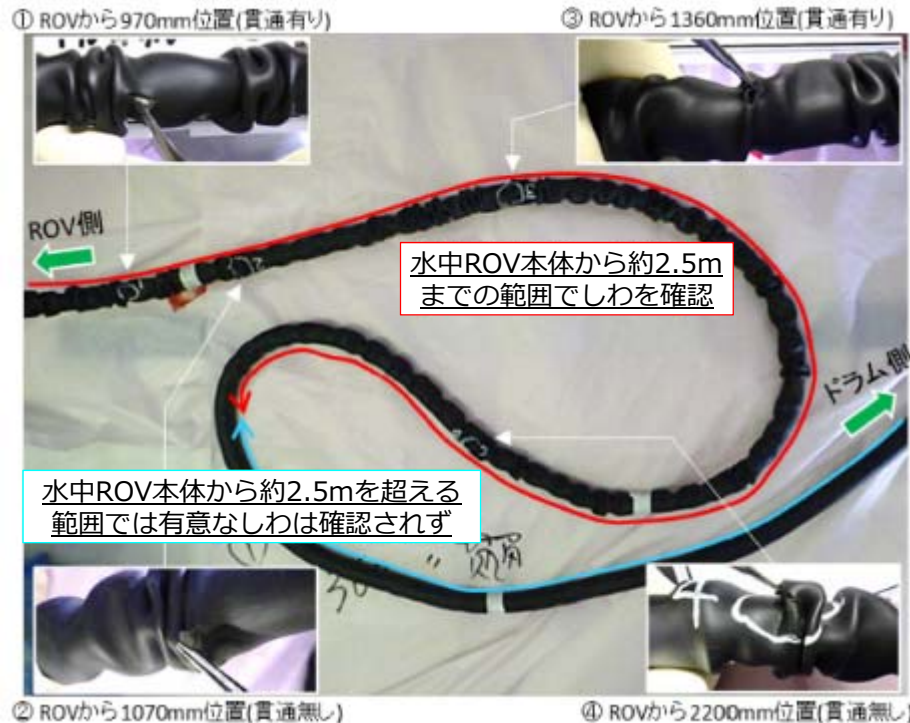 ① ROVから970mm位置(貫通有り)
③ ROVから1360mm位置(貫通有り)
ROV側
水中ROV本体から約2.5m
までの範囲でしわを確認
ドラム側
水中ROV本体から約2.5mを超える
範囲では有意なしわは確認されず
4
② ROVから1070mm位置(貫通無し)
④ ROVから2200mm位置(貫通無し)